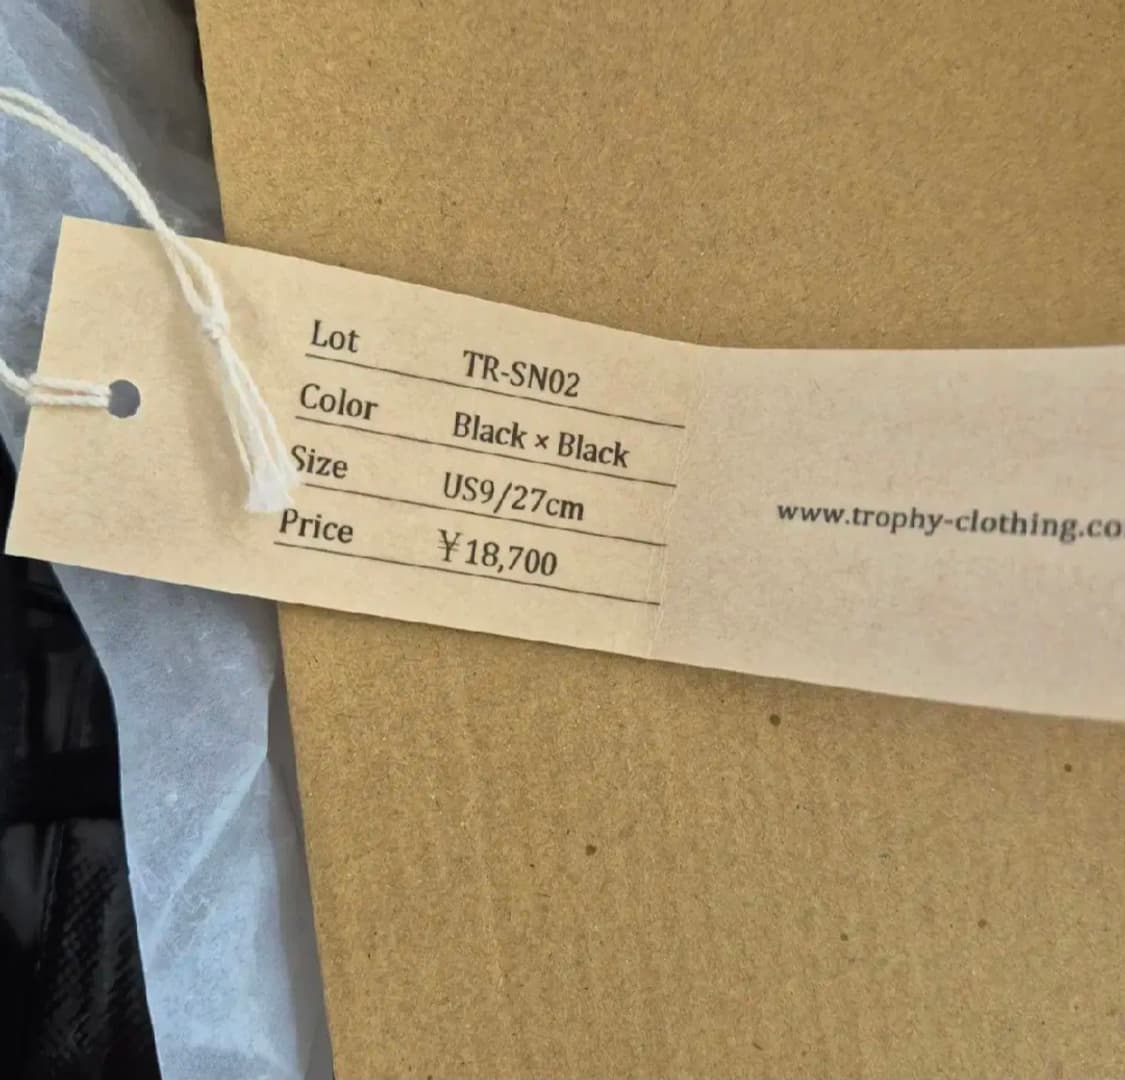 Lot TR-SN02
Color Black × Black
Size US9/27cm
Price ¥18,700
www.trophy-clothing.co